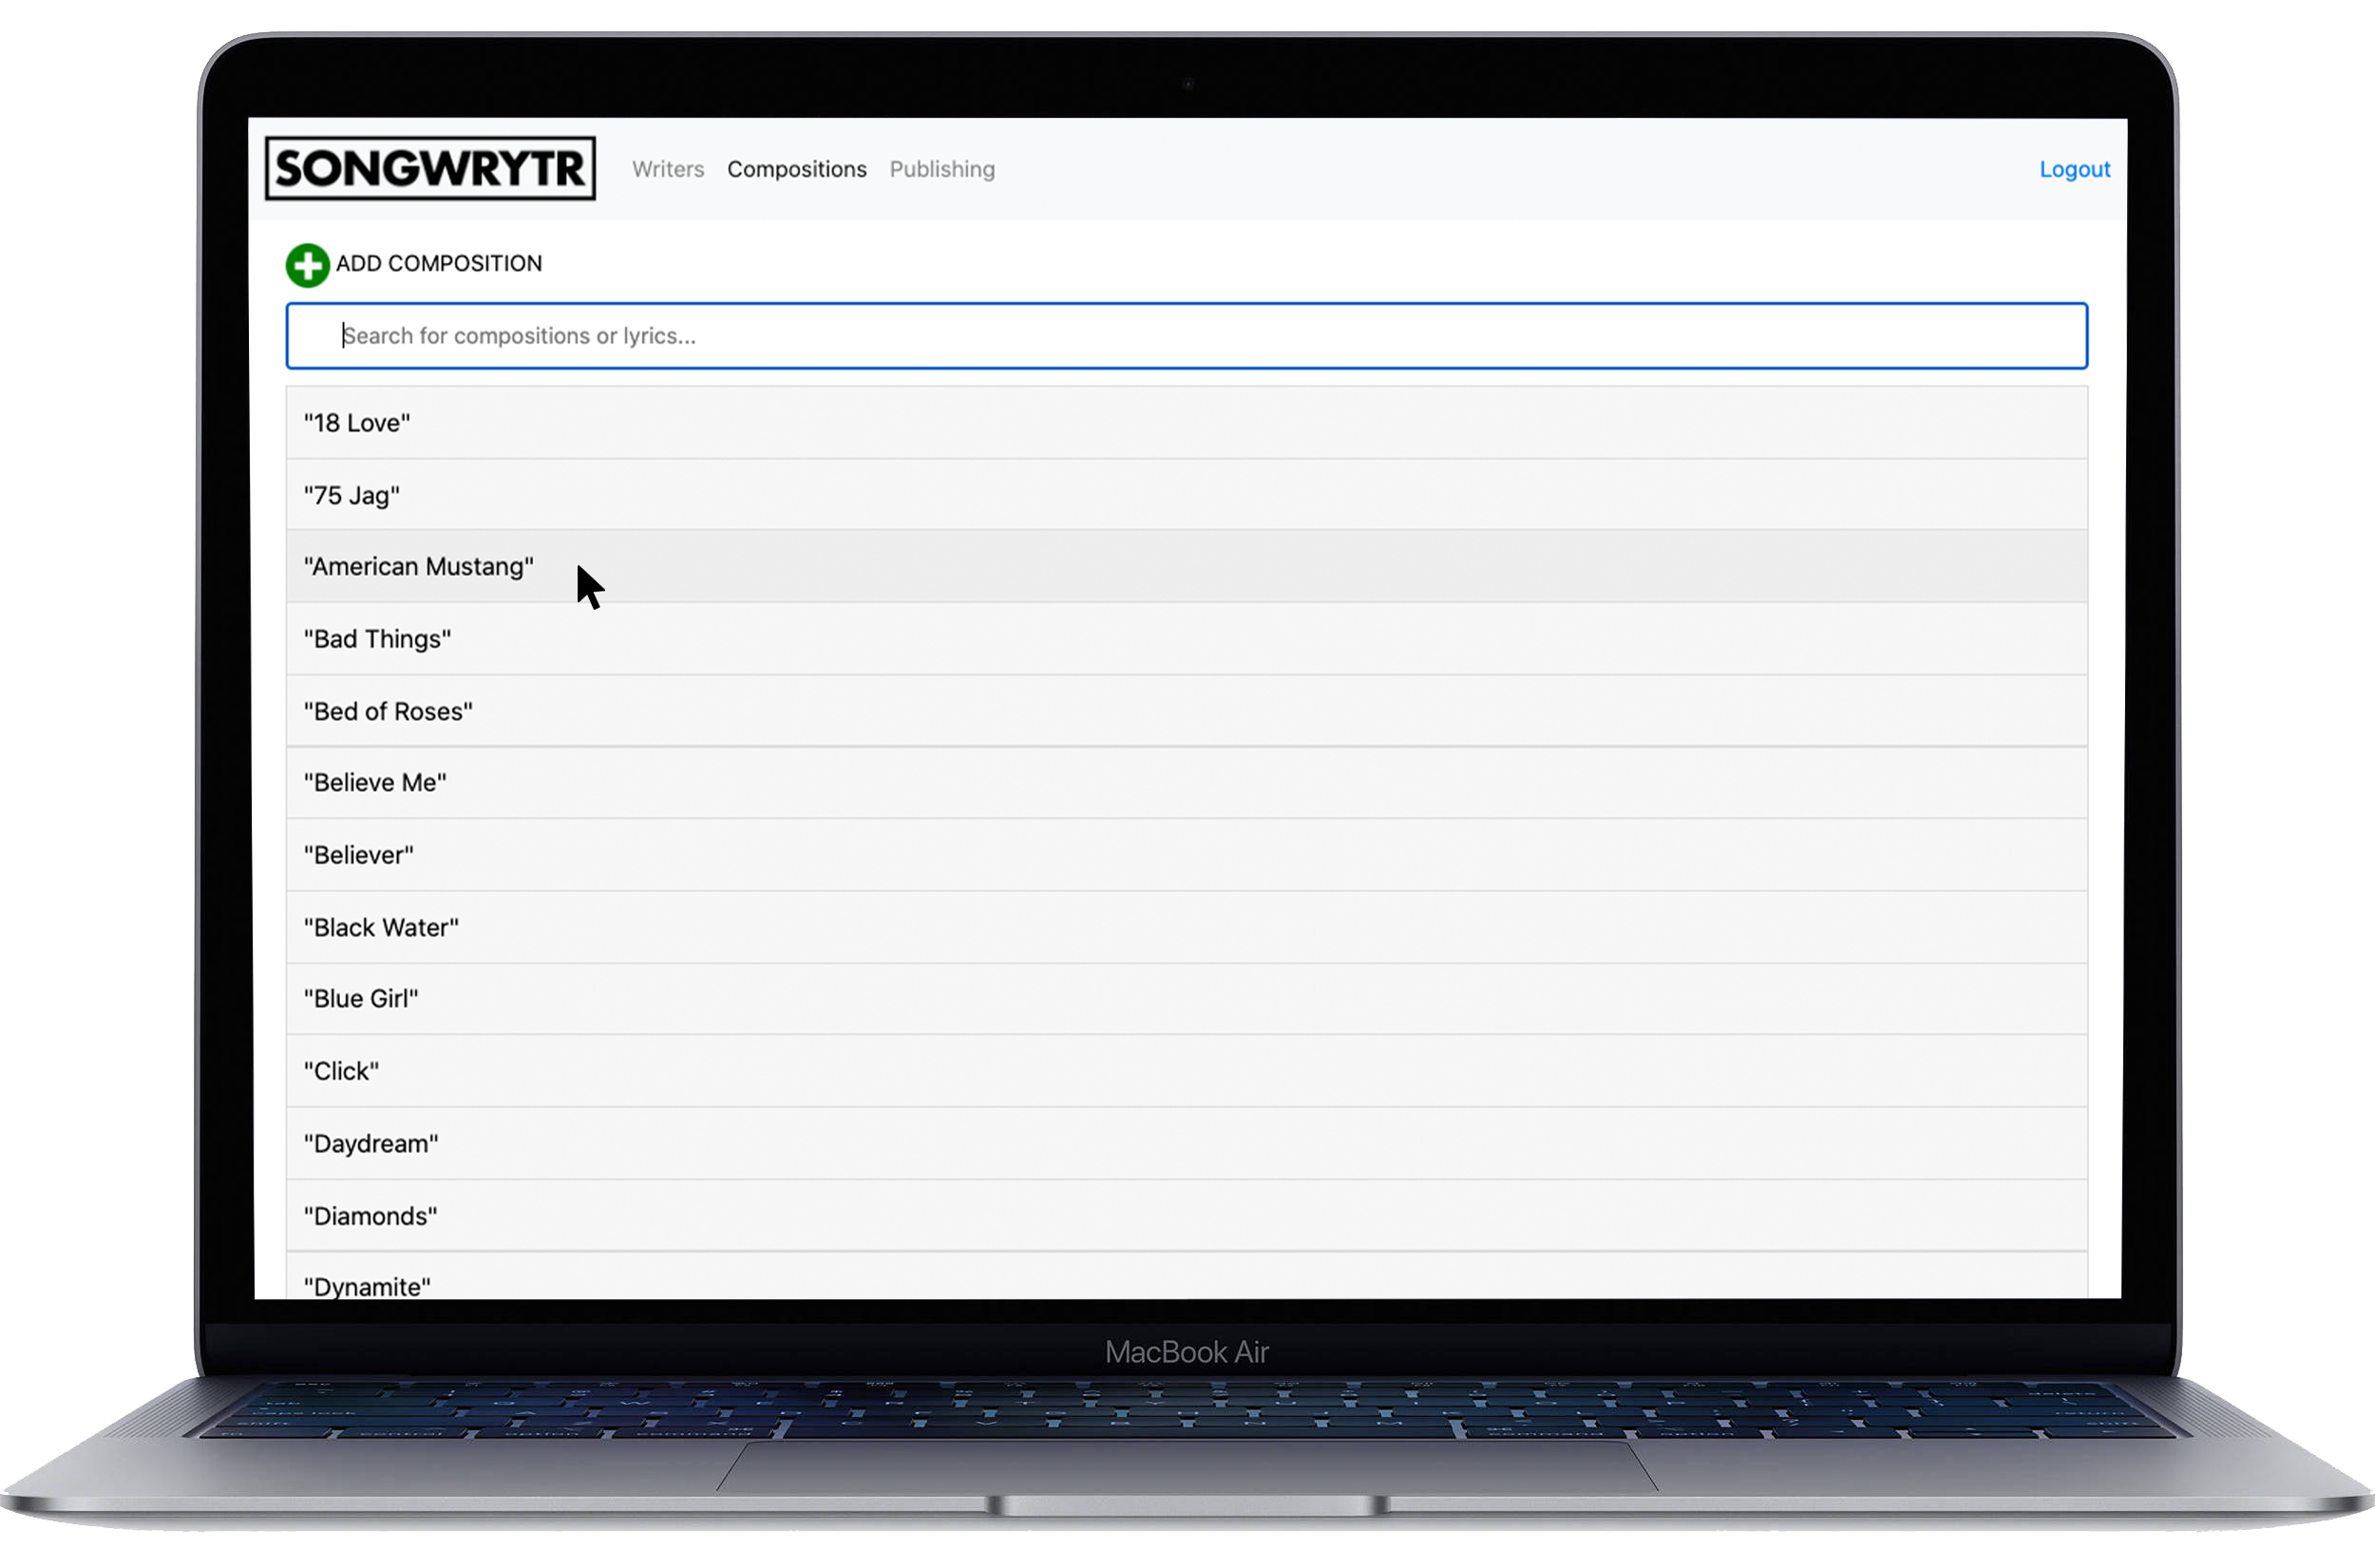 SONGWRYTR Writers Compositions Publishing Logout
ADD COMPOSITION
Search for compositions or lyrics...
"18 Love"
"75 Jag"
"American Mustang"
"Bad Things"
"Bed of Roses"
"Believe Me"
"Believer"
"Black Water"
"Blue Girl"
"Click"
"Daydream"
"Diamonds"
"Dynamite"
MacBook Air